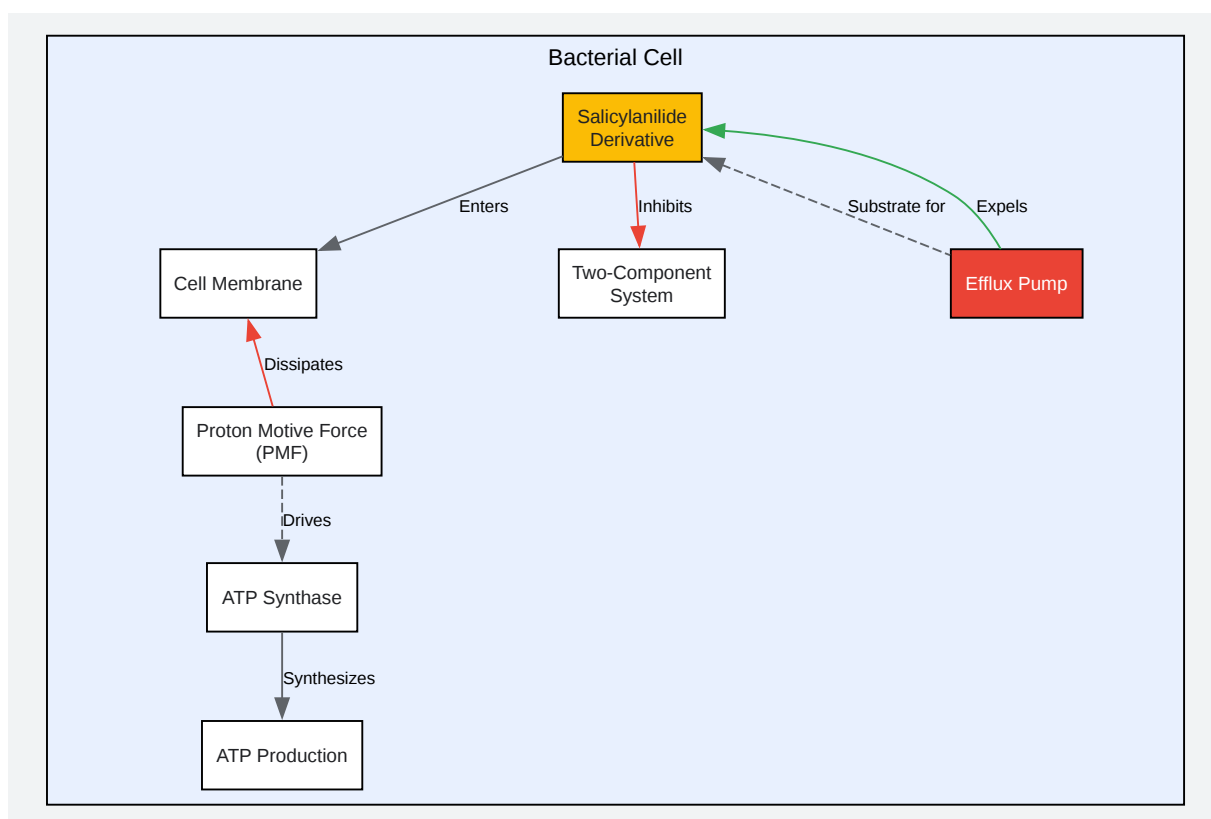 Bacterial Cell
Salicylanilide
Derivative
Enters
Inhibits
Substrate for
Expels
Cell Membrane
Two-Component
System
Efflux Pump
Dissipates
Proton Motive Force
(PMF)
Drives
ATP Synthase
Synthesizes
ATP Production